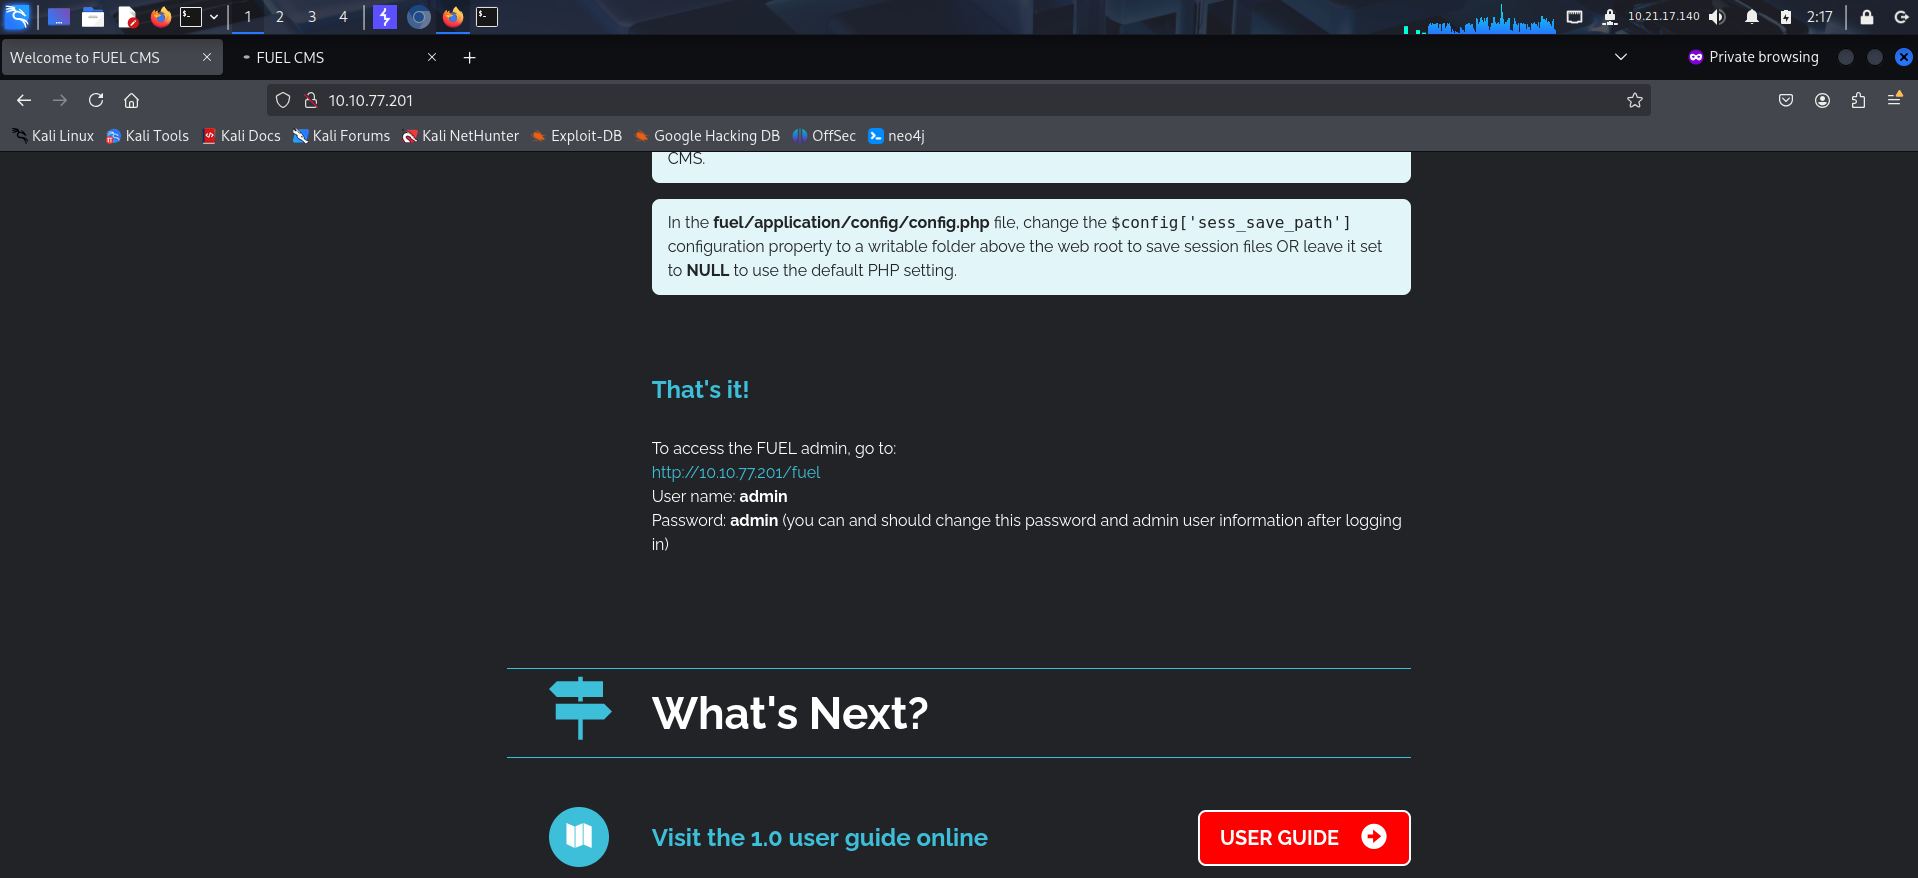 1 2 3 4 10.21.17.140 2:17
Welcome to FUEL CMS FUEL CMS Private browsing
10.10.77.201
Kali Linux Kali Tools Kali Docs Kali Forums Kali NetHunter Exploit-DB Google Hacking DB OffSec neo4j
CMS.
In the fuel/application/config/config.php file, change the $config['sess_save_path']
configuration property to a writable folder above the web root to save session files OR leave it set
to NULL to use the default PHP setting.
That's it!
To access the FUEL admin, go to:
http://10.10.77.201/fuel
User name: admin
Password: admin (you can and should change this password and admin user information after logging
in)
What's Next?
Visit the 1.0 user guide online USER GUIDE